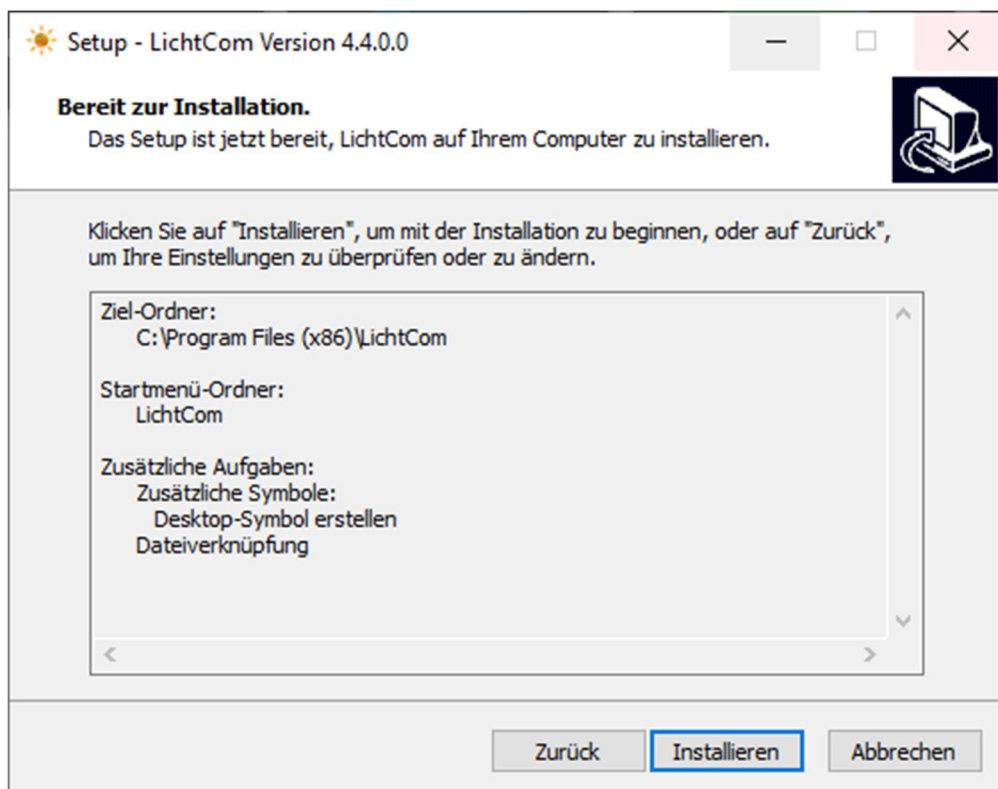 Setup - LichtCom Version 4.4.0.0
Bereit zur Installation.
Das Setup ist jetzt bereit, LichtCom auf Ihrem Computer zu installieren.
Klicken Sie auf "Installieren", um mit der Installation zu beginnen, oder auf "Zurück",
um Ihre Einstellungen zu überprüfen oder zu ändern.
Ziel-Ordner:
C:\Program Files (x86)\LichtCom
Startmenü-Ordner:
LichtCom
Zusätzliche Aufgaben:
Zusätzliche Symbole:
Desktop-Symbol erstellen
Dateiverknüpfung
Zurück Installieren Abbrechen